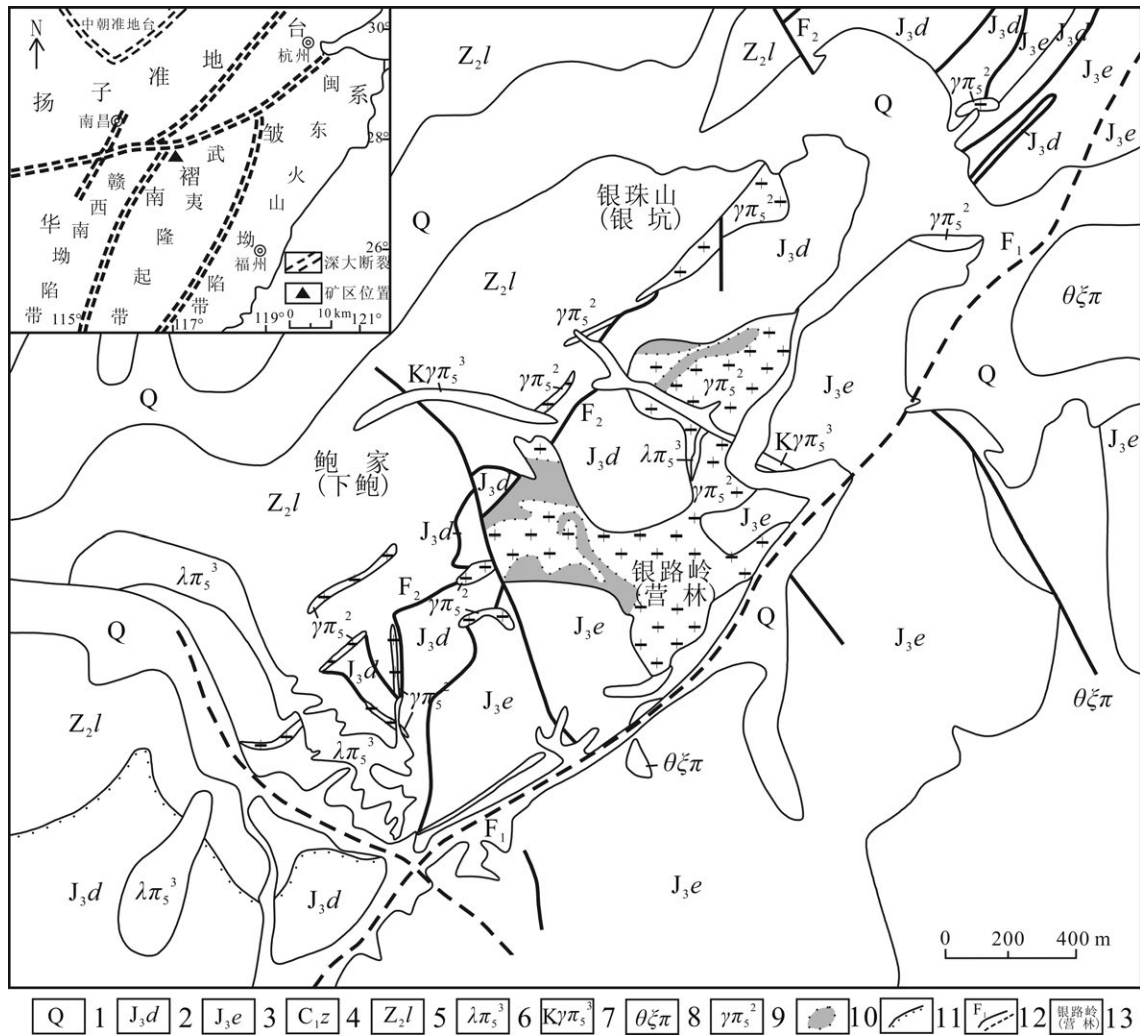 中朝准地台
N
扬子准地台
杭州
南昌
闽东火山坳陷带
系
皱褶南华
武夷隆起带
赣西南坳陷带
福州
深大断裂
矿区位置
0 10 km
30°
28°
26°
115° 117° 119° 121°
Z₂l
Z₂l
F₂
J₃d
J₃d
J₃e
J₃d
J₃e
γπ₅²
Q
J₃d
J₃e
银珠山
(银坑)
γπ₅²
Q
J₃d
γπ₅²
F₁
θξπ
Z₂l
γπ₅²
Kγπ₅³
γπ₅²
γπ₅²
J₃e
Q
Q
F₂
J₃d
λπ₅³
Kγπ₅³
J₃e
鲍家
(下鲍)
J₃d
γπ₅²
Z₂l
J₃d
J₃e
λπ₅³
F₂
γπ₅²
银路岭
(营林)
γπ₅²
Q
J₃d
J₃e
Q
J₃e
J₃d
γπ₅²
J₃e
θξπ
Z₂l
λπ₅³
θξπ
F₁
J₃d
λπ₅³
J₃d
J₃e
0 200 400 m
Q 1 J₃d 2 J₃e 3 C₁z 4 Z₂l 5 λπ₅³ 6 Kγπ₅³ 7 θξπ 8 γπ₅² 9 10 11 F₁ 12 银路岭(营林) 13